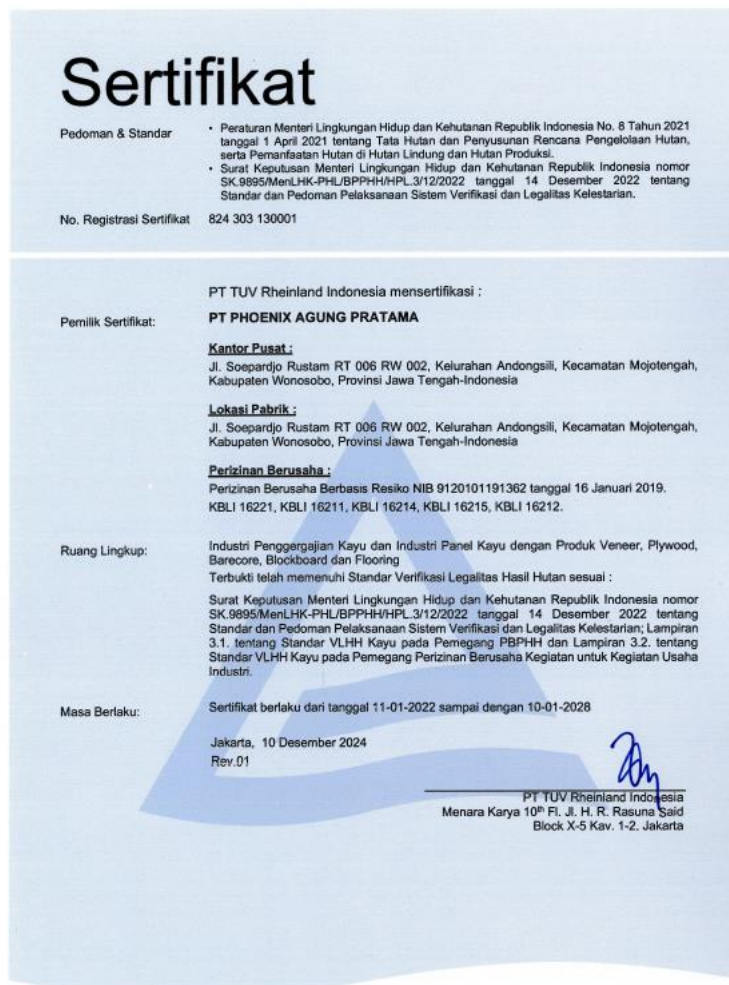 Sertifikat
Pedoman & Standar
• Peraturan Menteri Lingkungan Hidup dan Kehutanan Republik Indonesia No. 8 Tahun 2021
tanggal 1 April 2021 tentang Tata Hutan dan Penyusunan Rencana Pengelolaan Hutan,
serta Pemanfaatan Hutan di Hutan Lindung dan Hutan Produksi.
• Surat Keputusan Menteri Lingkungan Hidup dan Kehutanan Republik Indonesia nomor
SK.9895/MenLHK-PHL/BPPHH/HPL.3/12/2022 tanggal 14 Desember 2022 tentang
Standar dan Pedoman Pelaksanaan Sistem Verifikasi dan Legalitas Kelestarian.
No. Registrasi Sertifikat 824 303 130001
PT TUV Rheinland Indonesia mensertifikasi :
Pemilik Sertifikat: PT PHOENIX AGUNG PRATAMA
Kantor Pusat :
Jl. Soepardjo Rustam RT 006 RW 002, Kelurahan Andongsili, Kecamatan Mojotengah,
Kabupaten Wonosobo, Provinsi Jawa Tengah-Indonesia
Lokasi Pabrik :
Jl. Soepardjo Rustam RT 006 RW 002, Kelurahan Andongsili, Kecamatan Mojotengah,
Kabupaten Wonosobo, Provinsi Jawa Tengah-Indonesia
Perizinan Berusaha :
Perizinan Berusaha Berbasis Resiko NIB 9120101191362 tanggal 16 Januari 2019.
KBLI 16221, KBLI 16211, KBLI 16214, KBLI 16215, KBLI 16212.
Ruang Lingkup: Industri Penggergajian Kayu dan Industri Panel Kayu dengan Produk Veneer, Plywood,
Barecore, Blockboard dan Flooring
Terbukti telah memenuhi Standar Verifikasi Legalitas Hasil Hutan sesuai :
Surat Keputusan Menteri Lingkungan Hidup dan Kehutanan Republik Indonesia nomor
SK.9895/MenLHK-PHL/BPPHH/HPL.3/12/2022 tanggal 14 Desember 2022 tentang
Standar dan Pedoman Pelaksanaan Sistem Verifikasi dan Legalitas Kelestarian; Lampiran
3.1. tentang Standar VLHH Kayu pada Pemegang PBPHH dan Lampiran 3.2. tentang
Standar VLHH Kayu pada Pemegang Perizinan Berusaha Kegiatan untuk Kegiatan Usaha
Industri.
Masa Berlaku: Sertifikat berlaku dari tanggal 11-01-2022 sampai dengan 10-01-2028
Jakarta, 10 Desember 2024
Rev.01
PT TUV Rheinland Indonesia
Menara Karya 10th Fl. Jl. H. R. Rasuna Said
Block X-5 Kav. 1-2. Jakarta